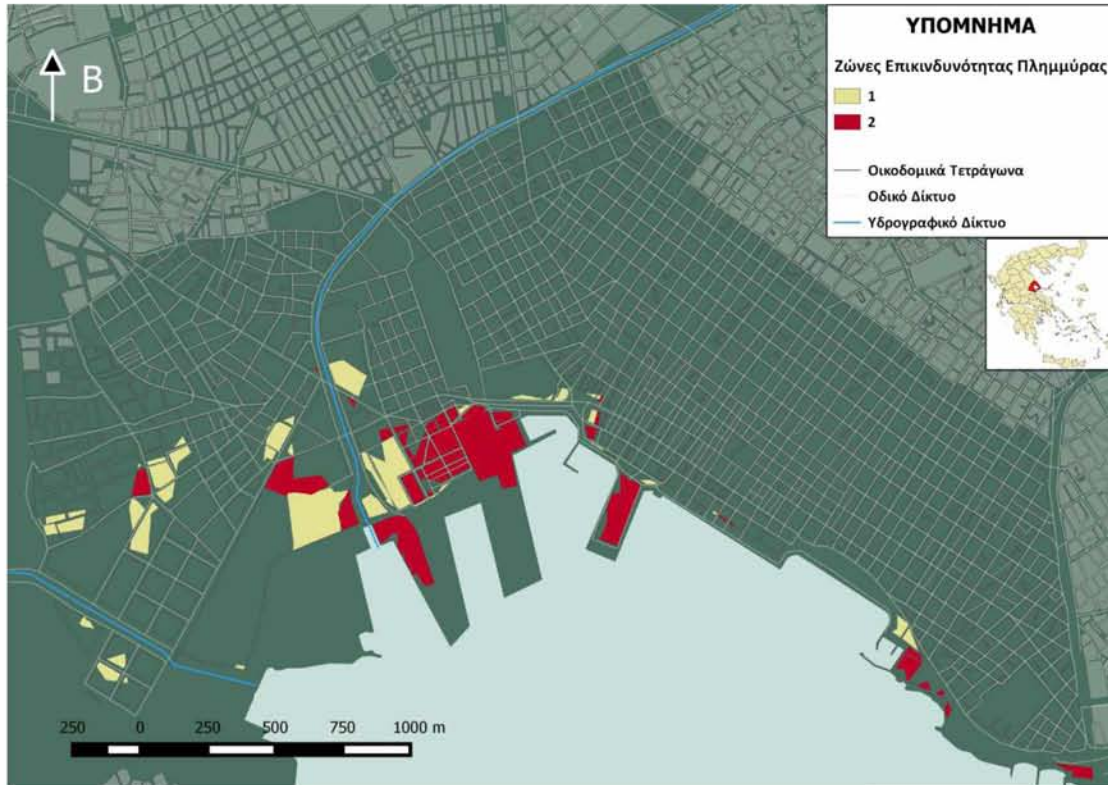 B
ΥΠΟΜΝΗΜΑ
Ζώνες Επικινδυνότητας Πλημμύρας
1
2
Οικοδομικά Τετράγωνα
Οδικό Δίκτυο
Υδρογραφικό Δίκτυο
250 0 250 500 750 1000 m